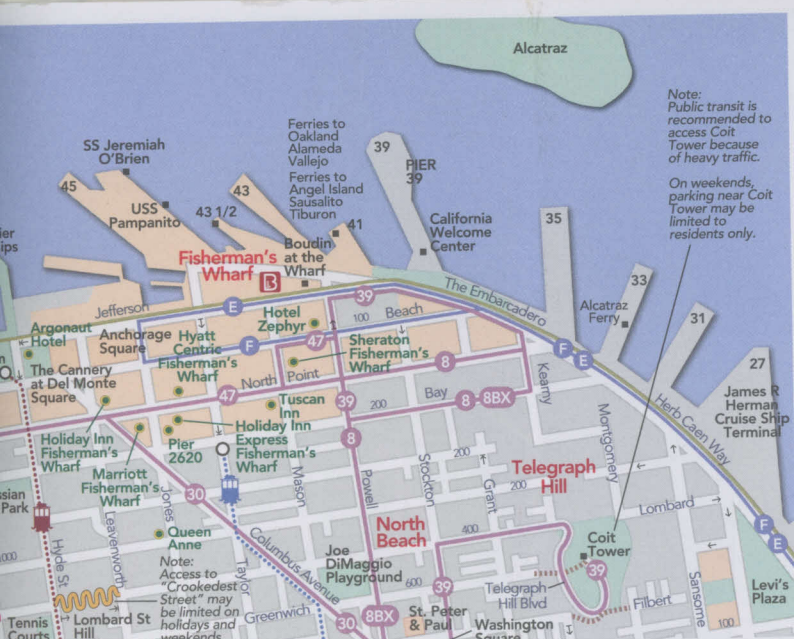 Alcatraz
Note:
Public transit is
recommended to
access Coit
Tower because
of heavy traffic.
On weekends,
parking near Coit
Tower may be
limited to
residents only.
Ferries to
Oakland
Alameda
Vallejo
Ferries to
Angel Island
Sausalito
Tiburon
39
PIER
39
SS Jeremiah
O'Brien
45
USS
Pampanito
43 1/2
43
41
California
Welcome
Center
35
33
Alcatraz
Ferry
31
27
James R
Herman
Cruise Ship
Terminal
Fisherman's
Wharf
Boudin
at the
Wharf
B
ips
Jefferson
E
39
100
Beach
The Embarcadero
Argonaut
Hotel
Anchorage
Square
Hotel
Zephyr
Hyatt
Centric
Fisherman's
Wharf
F
47
Sheraton
Fisherman's
Wharf
8
F
E
The Cannery
at Del Monte
Square
47
North Point
Tuscan
Inn
39
200
Bay
8-8BX
Kearny
Montgomery
Herb Caen Way
Holiday Inn
Fisherman's
Wharf
Marriott
Fisherman's
Wharf
Pier
2620
Holiday Inn
Express
Fisherman's
Wharf
8
30
Jones
Mason
Powell
Stockton
Grant
200
200
Telegraph
Hill
Lombard
F
E
Park
Hyde St
Leavenworth
Queen
Anne
Taylor
Columbus Avenue
North
Beach
400
Coit
Tower
39
000
Note:
Access to
"Crookedest
Street" may
be limited on
holidays and
weekends
Joe
DiMaggio
Playground
600
39
Telegraph
Hill Blvd
Filbert
Sansome
Levi's
Plaza
Tennis
Courts
Lombard St
Hill
Greenwich
30
8BX
St. Peter
& Paul
Washington
Square
100